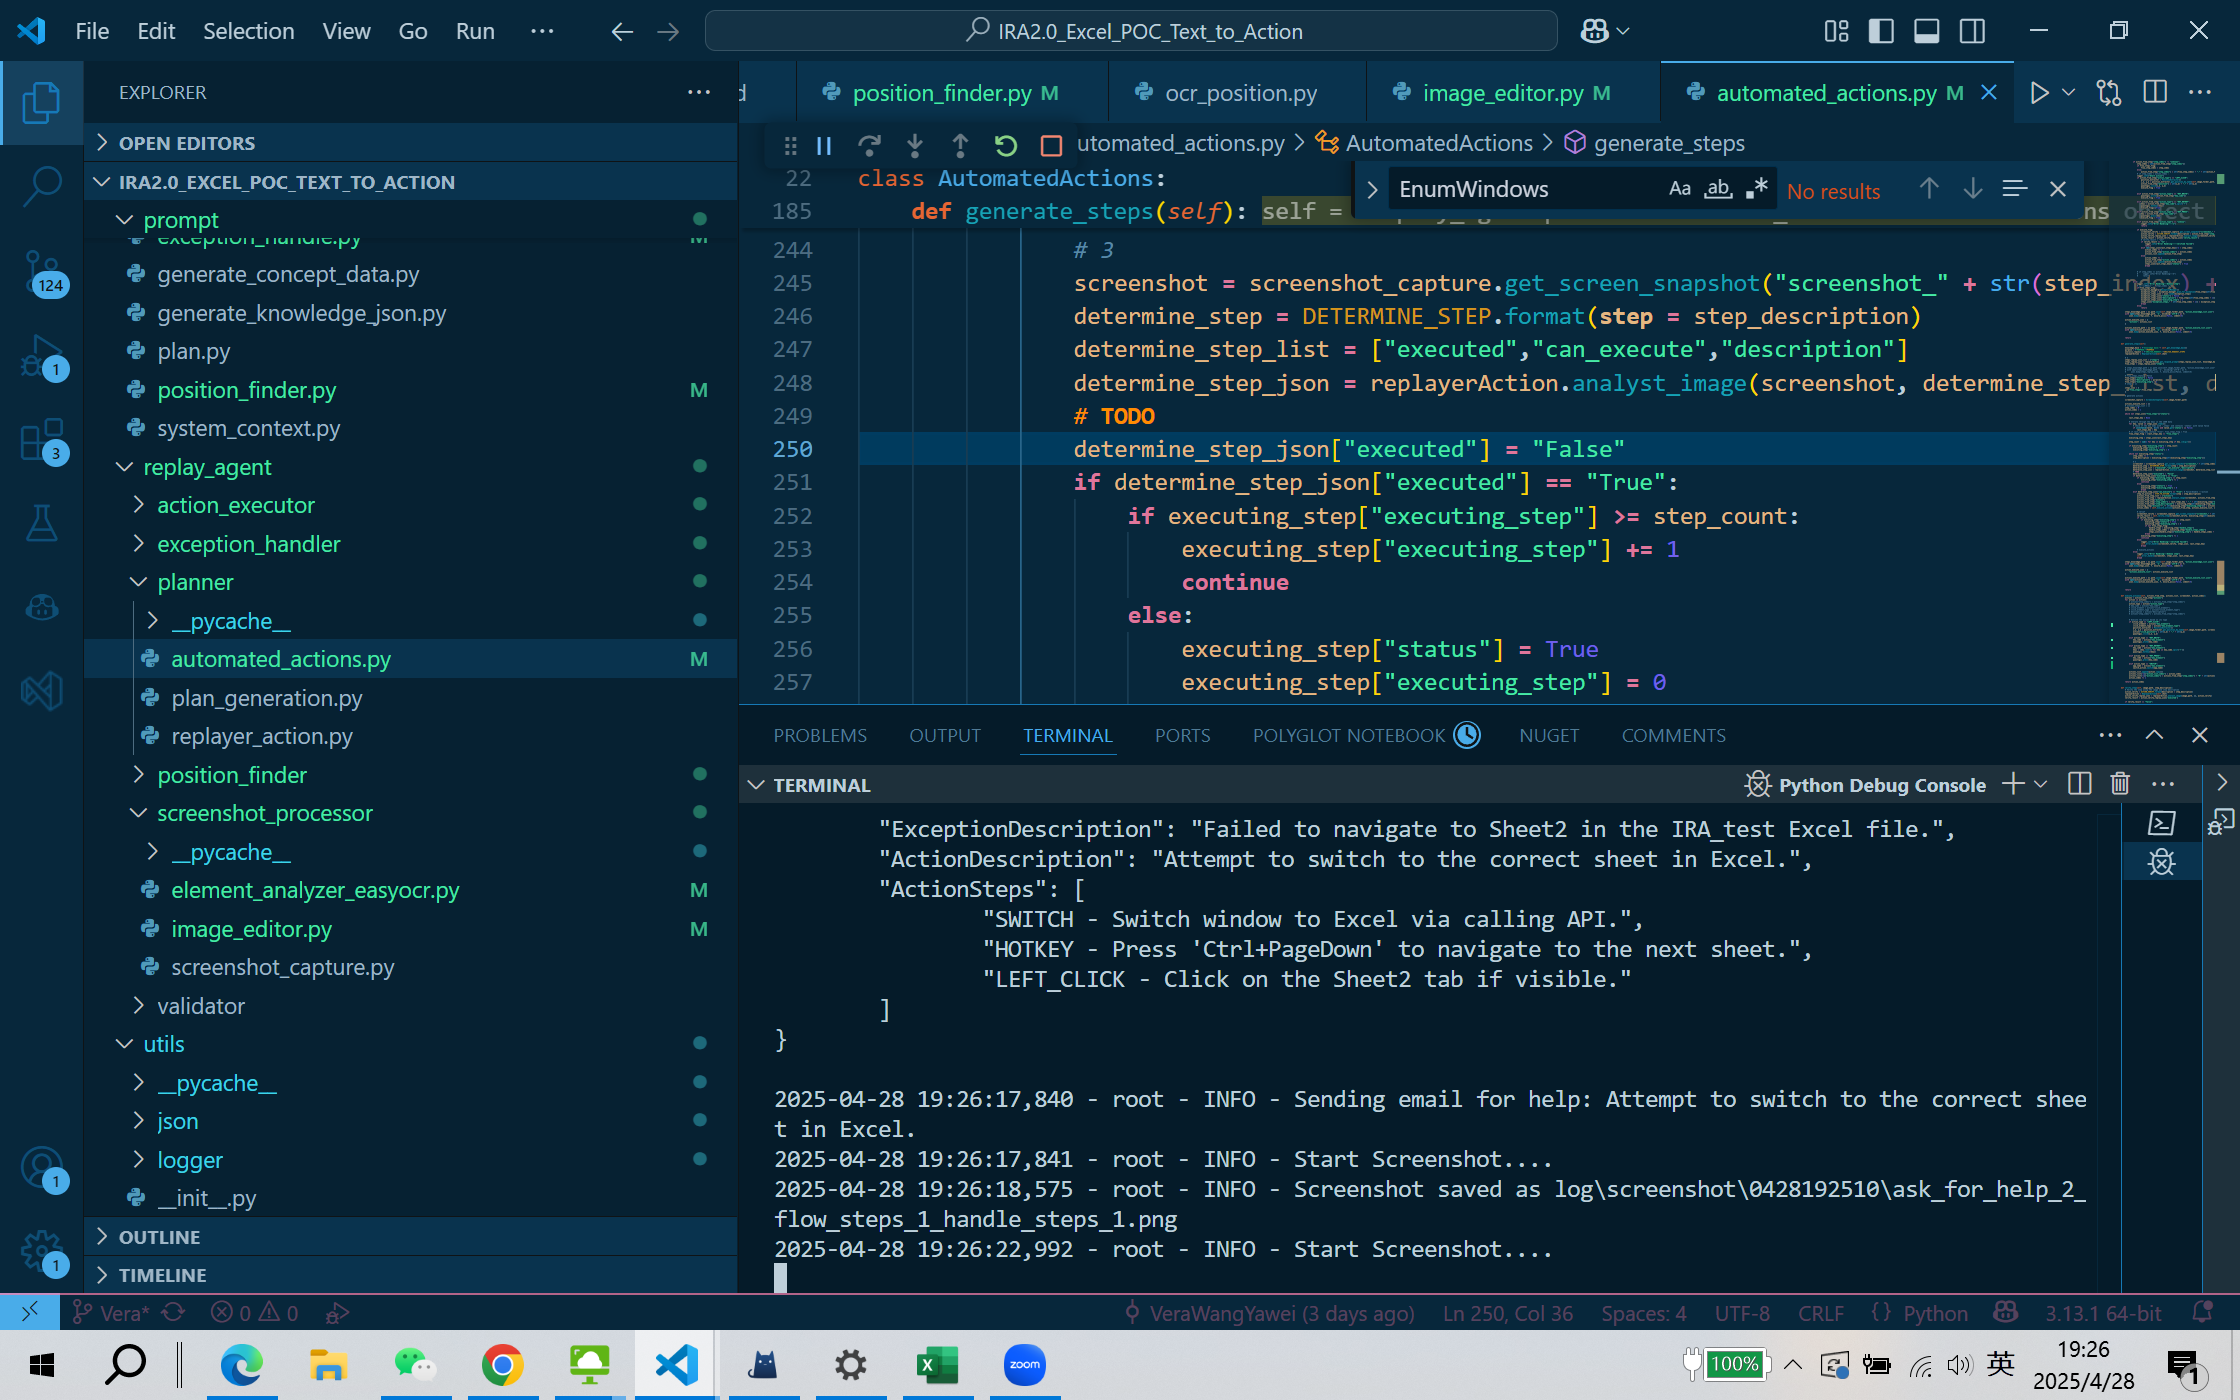 File Edit Selection View Go Run ···
IRA2.0_Excel_POC_Text_to_Action
EXPLORER
OPEN EDITORS
IRA2.0_EXCEL_POC_TEXT_TO_ACTION
prompt
exception_handle.py M
generate_concept_data.py
generate_knowledge_json.py
plan.py
position_finder.py M
system_context.py
replay_agent
action_executor
exception_handler
planner
__pycache__
automated_actions.py M
plan_generation.py
replayer_action.py
position_finder
screenshot_processor
__pycache__
element_analyzer_easyocr.py M
image_editor.py M
screenshot_capture.py
validator
utils
__pycache__
json
logger
__init__.py
OUTLINE
TIMELINE
124
1
3
1
1
d position_finder.py M ocr_position.py image_editor.py M automated_actions.py M
utomated_actions.py > AutomatedActions > generate_steps
EnumWindows Aa ab No results
22 class AutomatedActions:
185 def generate_steps(self): self =
ns object
244 # 3
245 screenshot = screenshot_capture.get_screen_snapshot("screenshot_" + str(step_index) +
246 determine_step = DETERMINE_STEP.format(step = step_description)
247 determine_step_list = ["executed","can_execute","description"]
248 determine_step_json = replayerAction.analyst_image(screenshot, determine_step_list, d
249 # TODO
250 determine_step_json["executed"] = "False"
251 if determine_step_json["executed"] == "True":
252 if executing_step["executing_step"] >= step_count:
253 executing_step["executing_step"] += 1
254 continue
255 else:
256 executing_step["status"] = True
257 executing_step["executing_step"] = 0
PROBLEMS OUTPUT TERMINAL PORTS POLYGLOT NOTEBOOK NUGET COMMENTS
TERMINAL
Python Debug Console
"ExceptionDescription": "Failed to navigate to Sheet2 in the IRA_test Excel file.",
"ActionDescription": "Attempt to switch to the correct sheet in Excel.",
"ActionSteps": [
"SWITCH - Switch window to Excel via calling API.",
"HOTKEY - Press 'Ctrl+PageDown' to navigate to the next sheet.",
"LEFT_CLICK - Click on the Sheet2 tab if visible."
]
}
2025-04-28 19:26:17,840 - root - INFO - Sending email for help: Attempt to switch to the correct shee
t in Excel.
2025-04-28 19:26:17,841 - root - INFO - Start Screenshot....
2025-04-28 19:26:18,575 - root - INFO - Screenshot saved as log\screenshot\0428192510\ask_for_help_2_
flow_steps_1_handle_steps_1.png
2025-04-28 19:26:22,992 - root - INFO - Start Screenshot....
Vera* 0 0 VeraWangYawei (3 days ago) Ln 250, Col 36 Spaces: 4 UTF-8 CRLF {} Python 3.13.1 64-bit
zoom 100% 英 19:26
2025/4/28 1